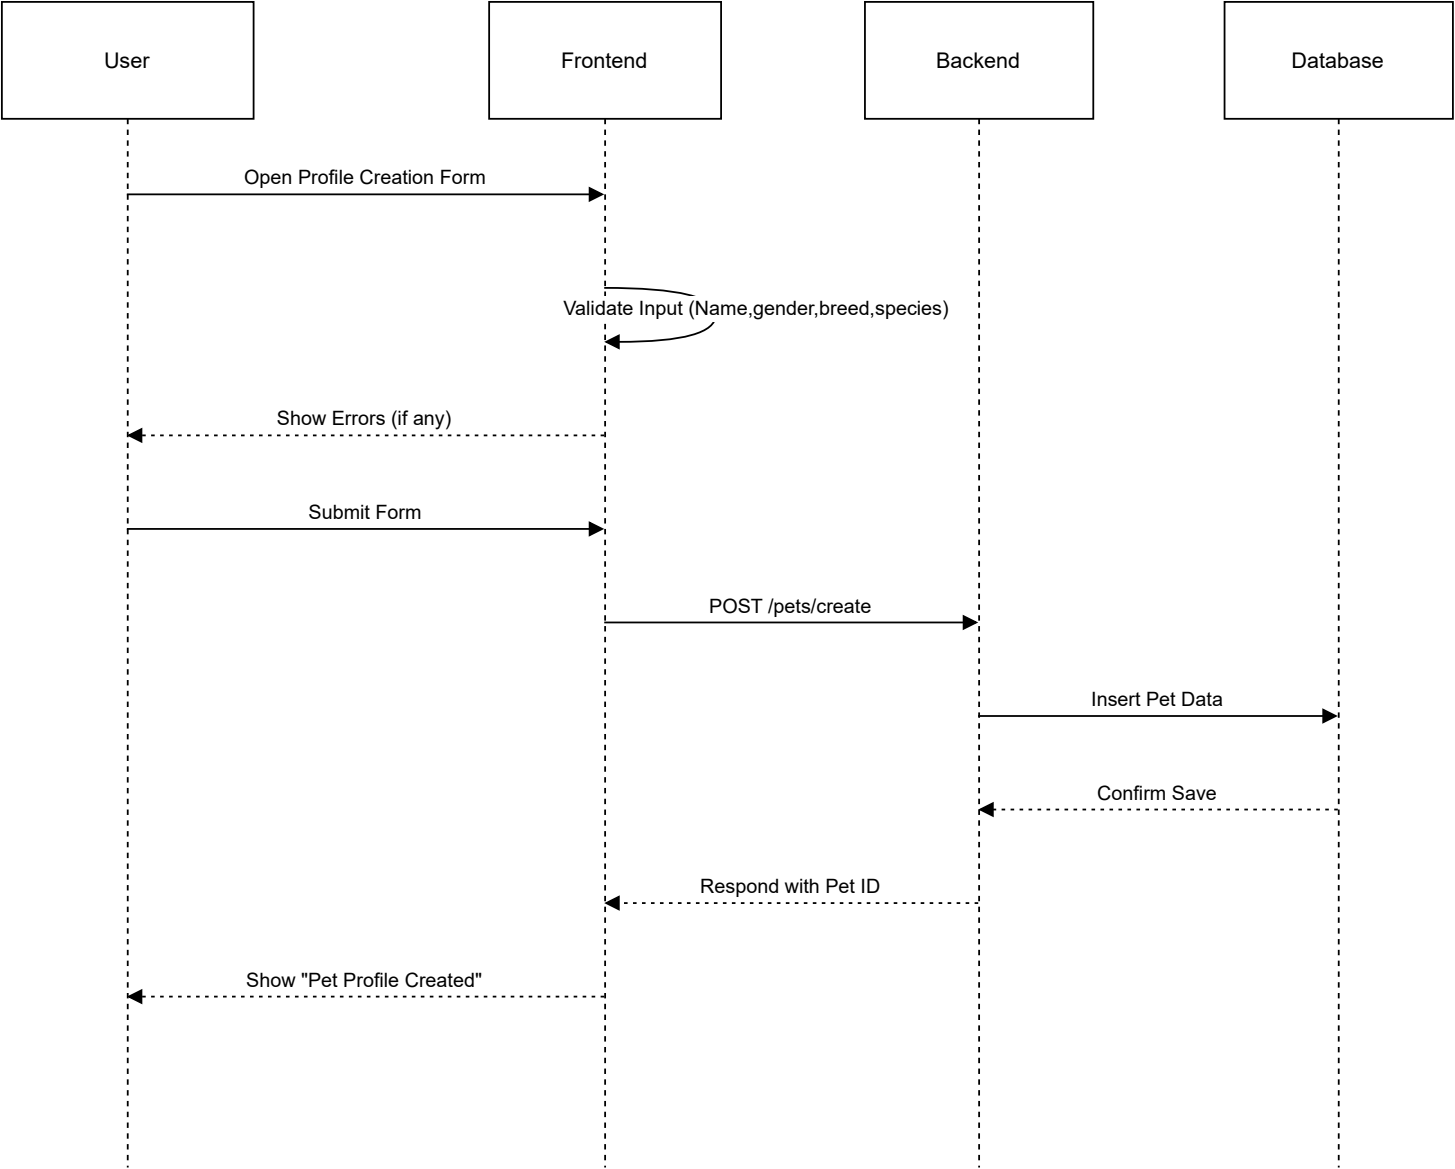 User
Frontend
Backend
Database
Open Profile Creation Form
Validate Input (Name,gender,breed,species)
Show Errors (if any)
Submit Form
POST /pets/create
Insert Pet Data
Confirm Save
Respond with Pet ID
Show "Pet Profile Created"